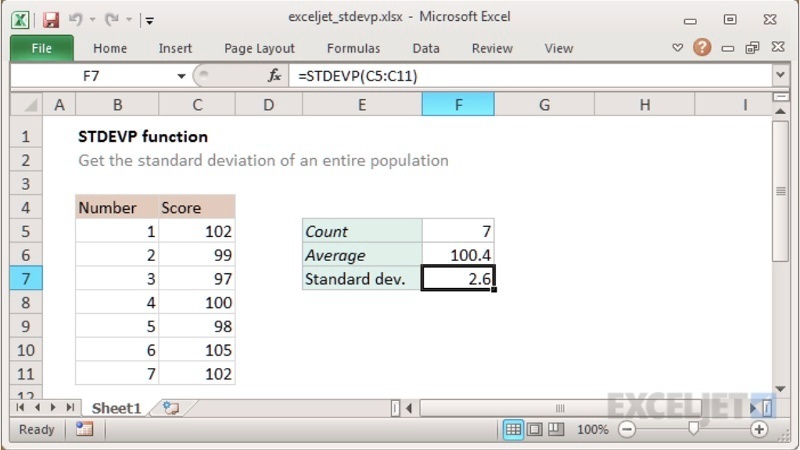 exceljet_stdevp.xlsx - Microsoft Excel
File Home Insert Page Layout Formulas Data Review View
F7 fx =STDEVP(C5:C11)
A B C D E F G H I
1 STDEVP function
2 Get the standard deviation of an entire population
3
4 Number Score
5 1 102 Count 7
6 2 99 Average 100.4
7 3 97 Standard dev. 2.6
8 4 100
9 5 98
10 6 105
11 7 102
12
Sheet1
EXCELJET
Ready 100%